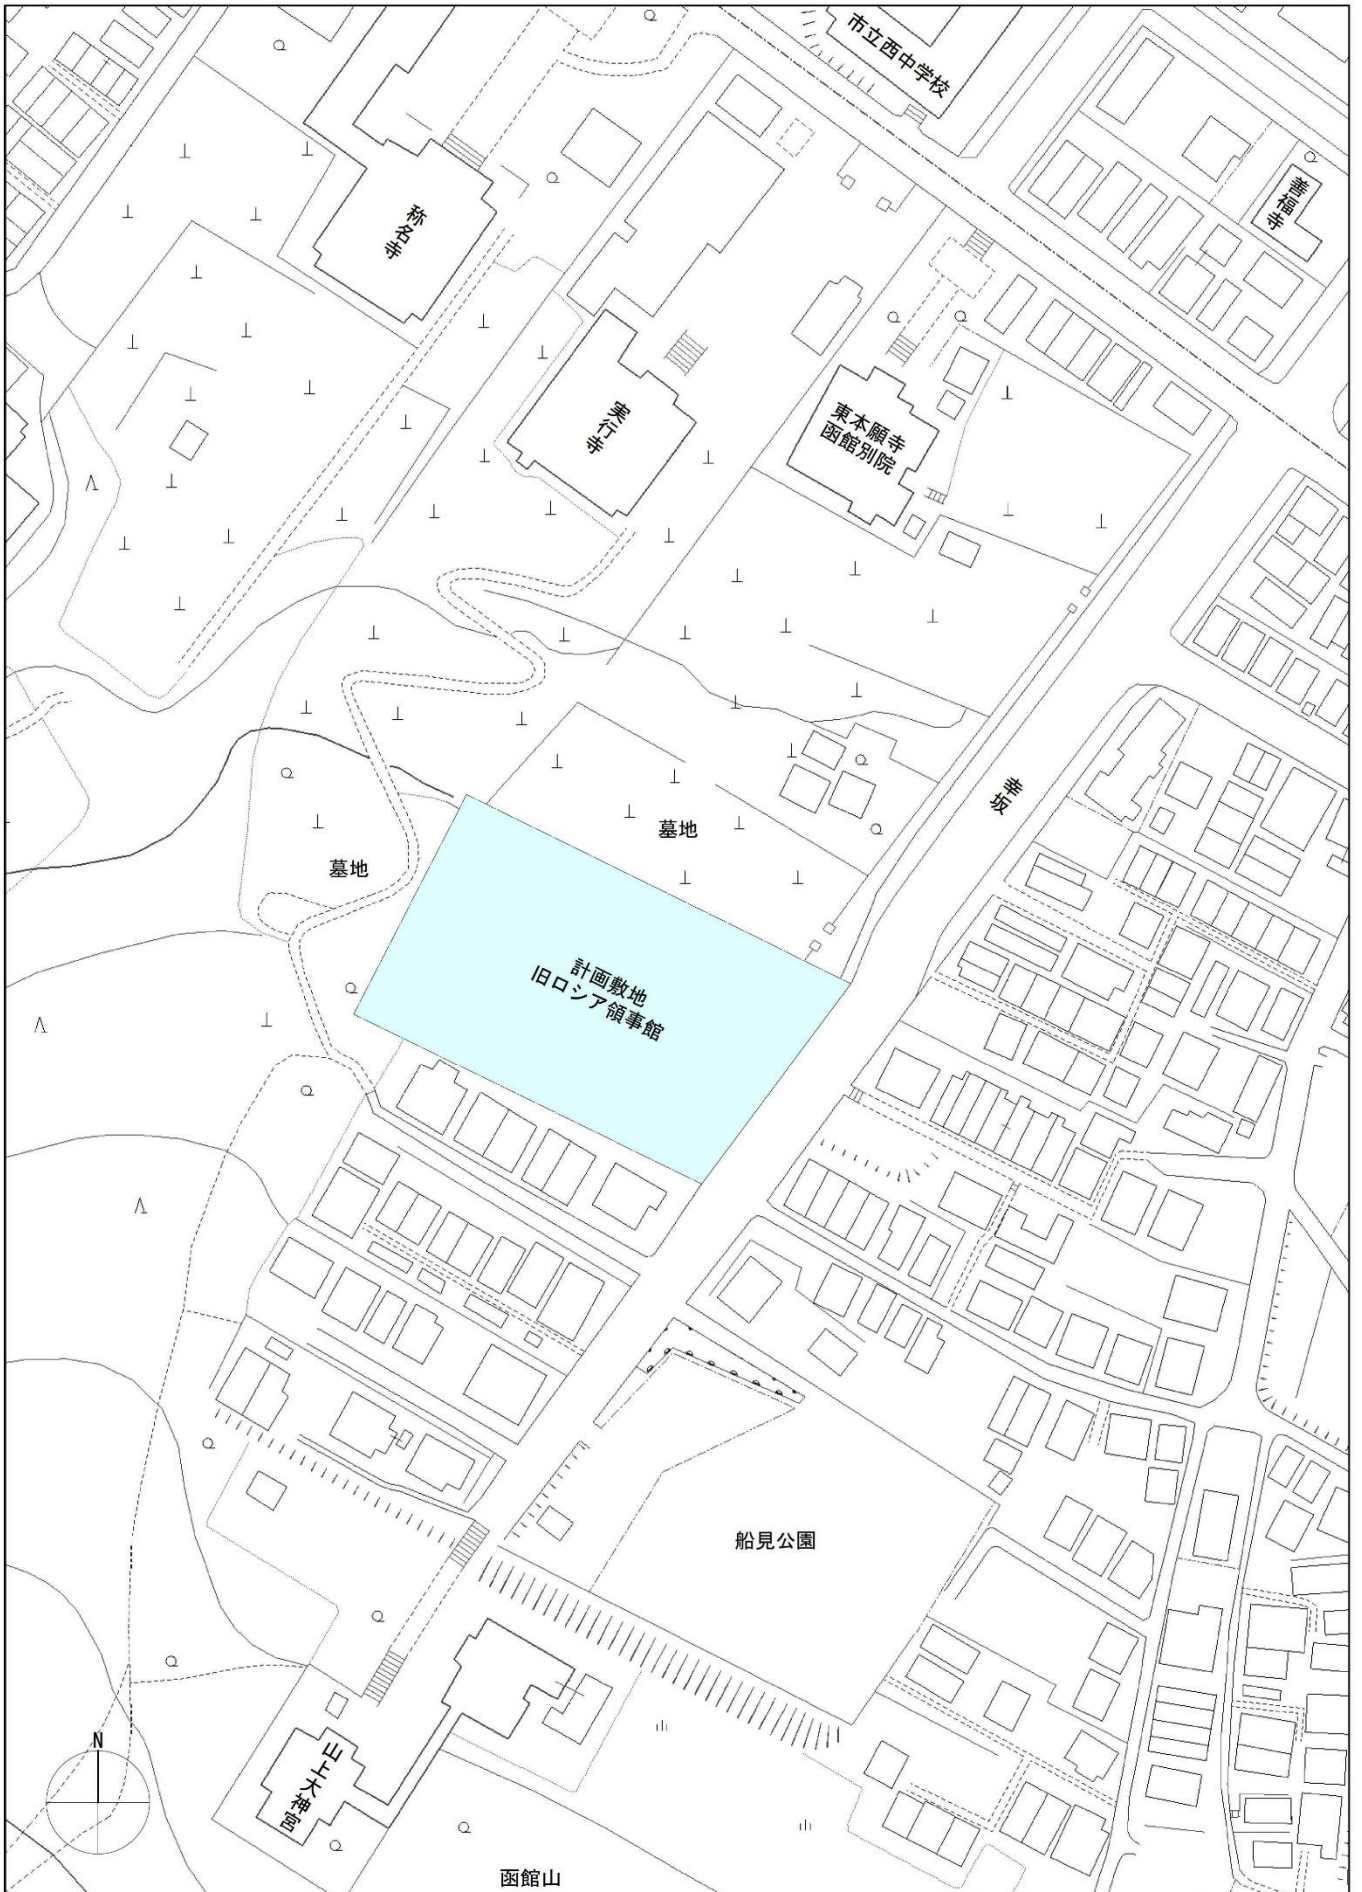 市立西中学校
善福寺
称名寺
実行寺
東本願寺
函館別院
幸坂
墓地
墓地
計画敷地
旧ロシア領事館
船見公園
N
山上大神宮
函館山